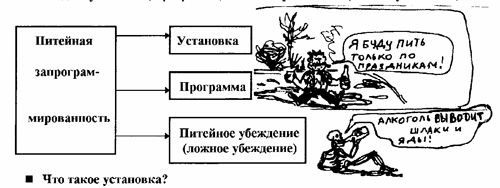 Питейная
запрограм-
мированность
Установка
Программа
Питейное убеждение
(ложное убеждение)
Я БУДУ ПИТЬ
ТОЛЬКО ПО
ПРАЗДНИКАМ!
АЛКОГОЛЬ ВЫВОДИТ
ШЛАКИ И
ЯДЫ!
■ Что такое установка?